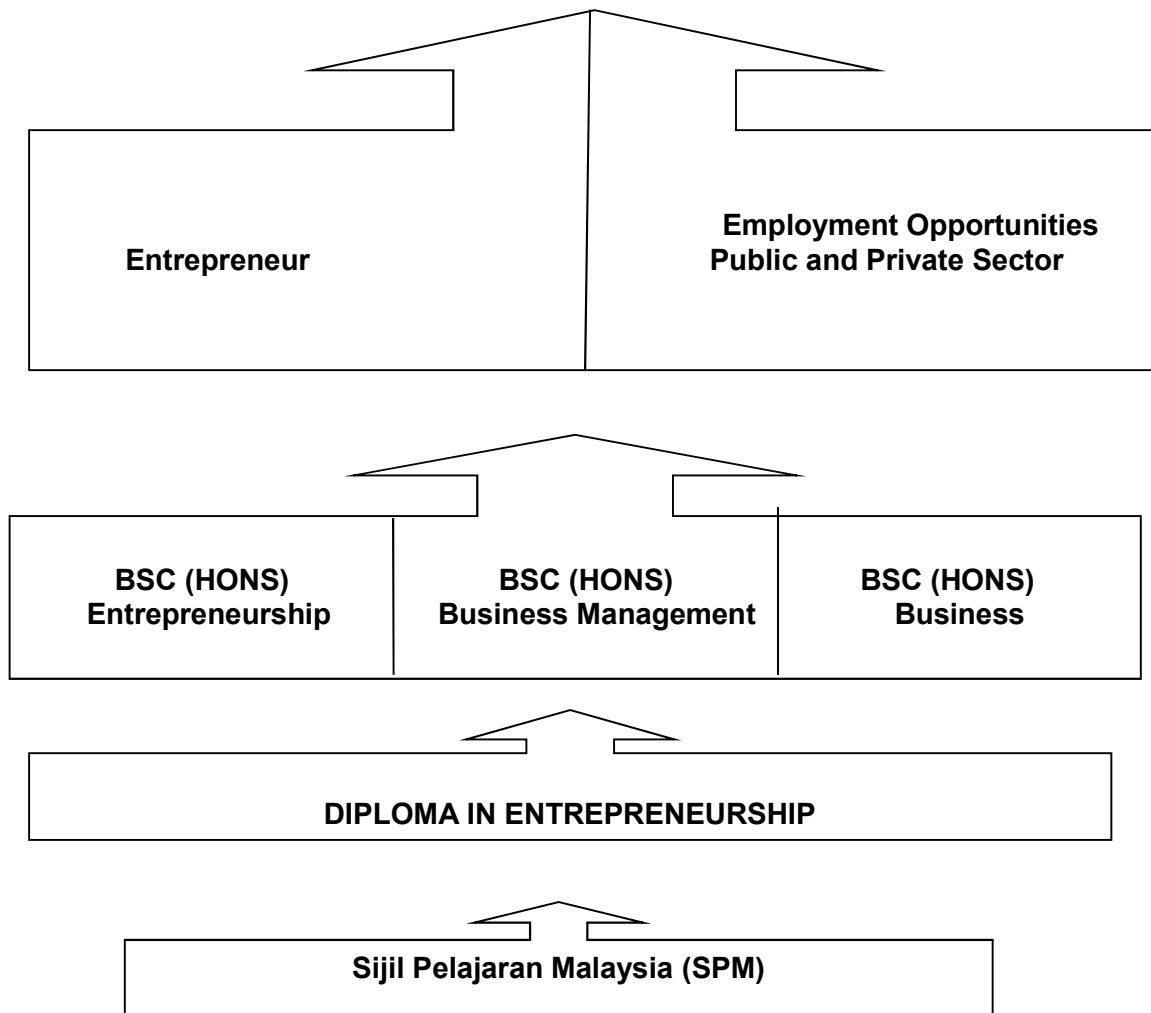 Entrepreneur
Employment Opportunities
Public and Private Sector
BSC (HONS)
Entrepreneurship
BSC (HONS)
Business Management
BSC (HONS)
Business
DIPLOMA IN ENTREPRENEURSHIP
Sijil Pelajaran Malaysia (SPM)